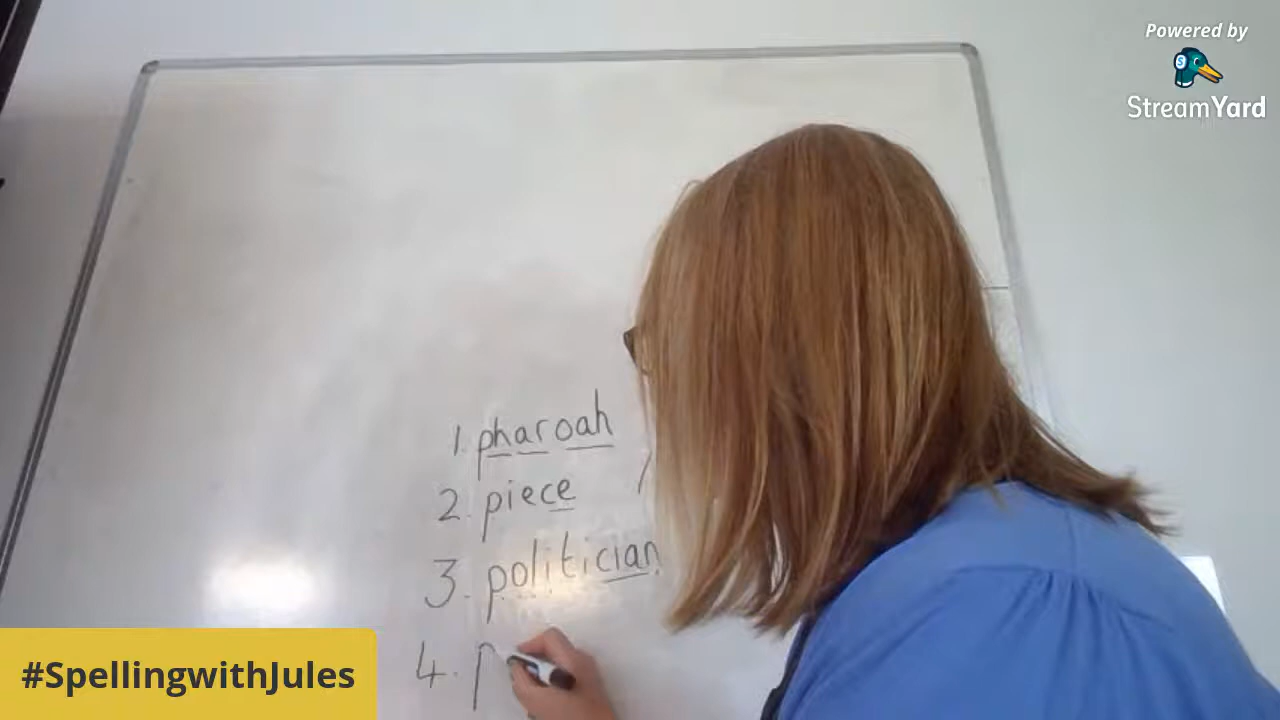 Powered by
StreamYard
1. pharoah
2. piece
3. politician
4. p
#SpellingwithJules